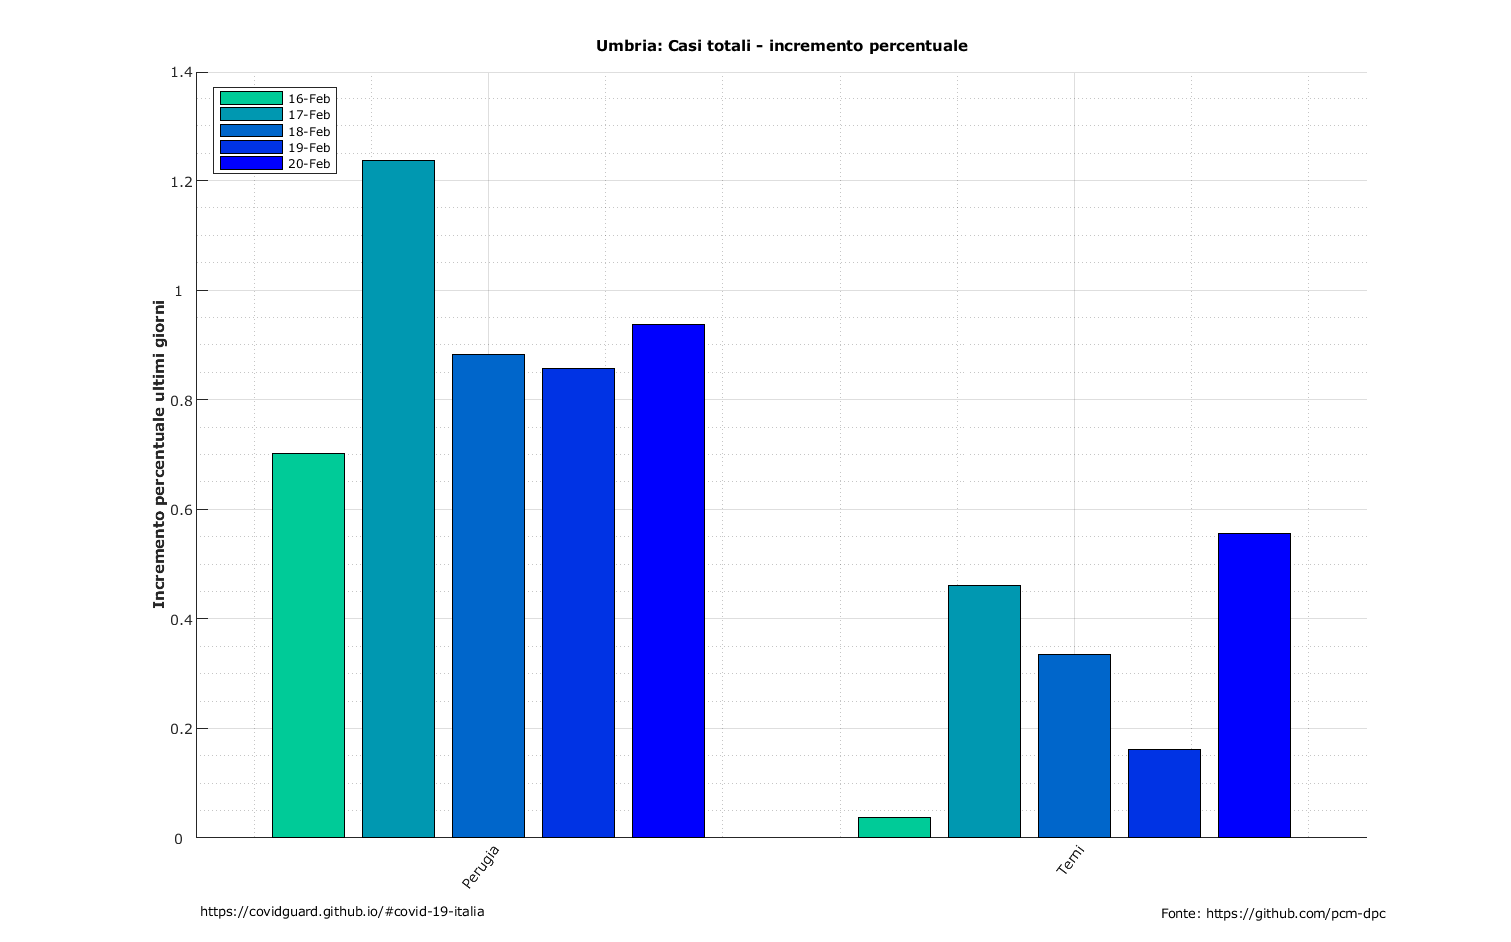 Umbria: Casi totali - incremento percentuale
1.4
1.2
1
0.8
0.6
0.4
0.2
0
Incremento percentuale ultimi giorni
16-Feb
17-Feb
18-Feb
19-Feb
20-Feb
Perugia
Terni
https://covidguard.github.io/#covid-19-italia
Fonte: https://github.com/pcm-dpc